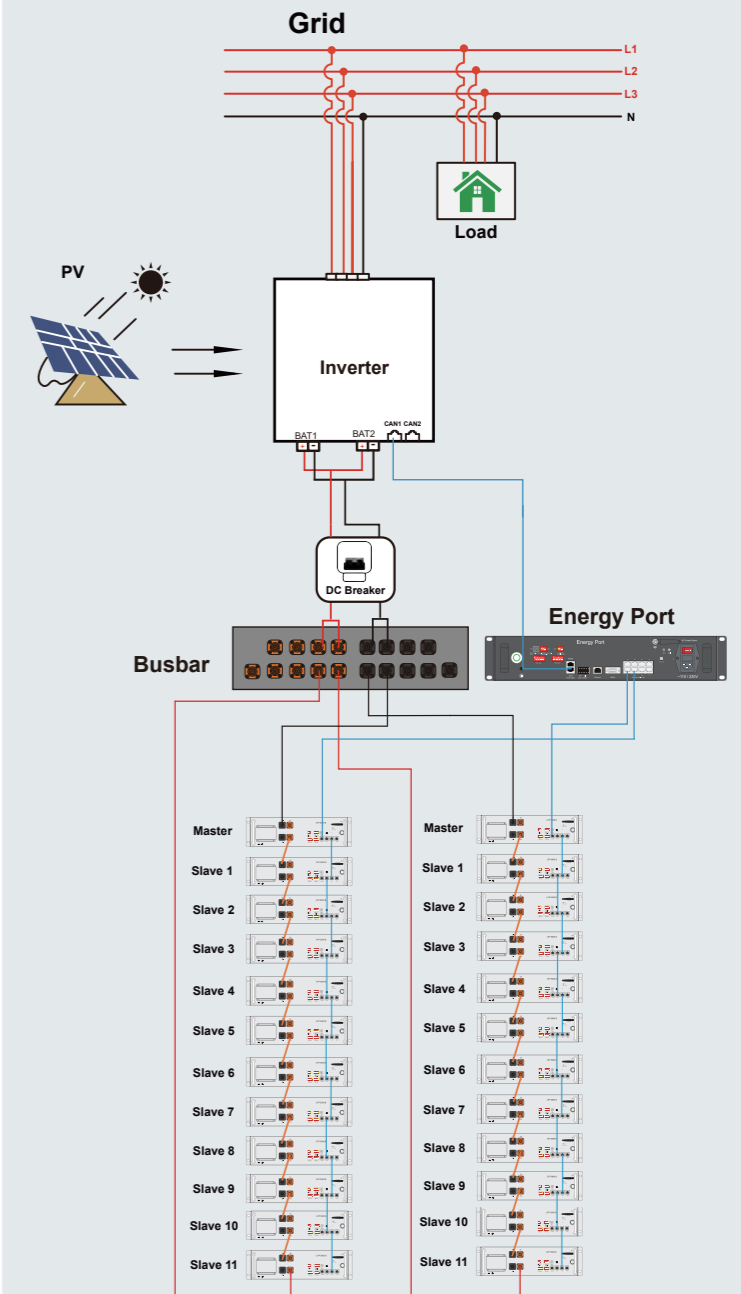 Grid
L1
L2
L3
N
Load
PV
Inverter
CAN1 CAN2
BAT1
BAT2
DC Breaker
Energy Port
Busbar
Energy Port
Master
Slave 1
Slave 2
Slave 3
Slave 4
Slave 5
Slave 6
Slave 7
Slave 8
Slave 9
Slave 10
Slave 11
Master
Slave 1
Slave 2
Slave 3
Slave 4
Slave 5
Slave 6
Slave 7
Slave 8
Slave 9
Slave 10
Slave 11